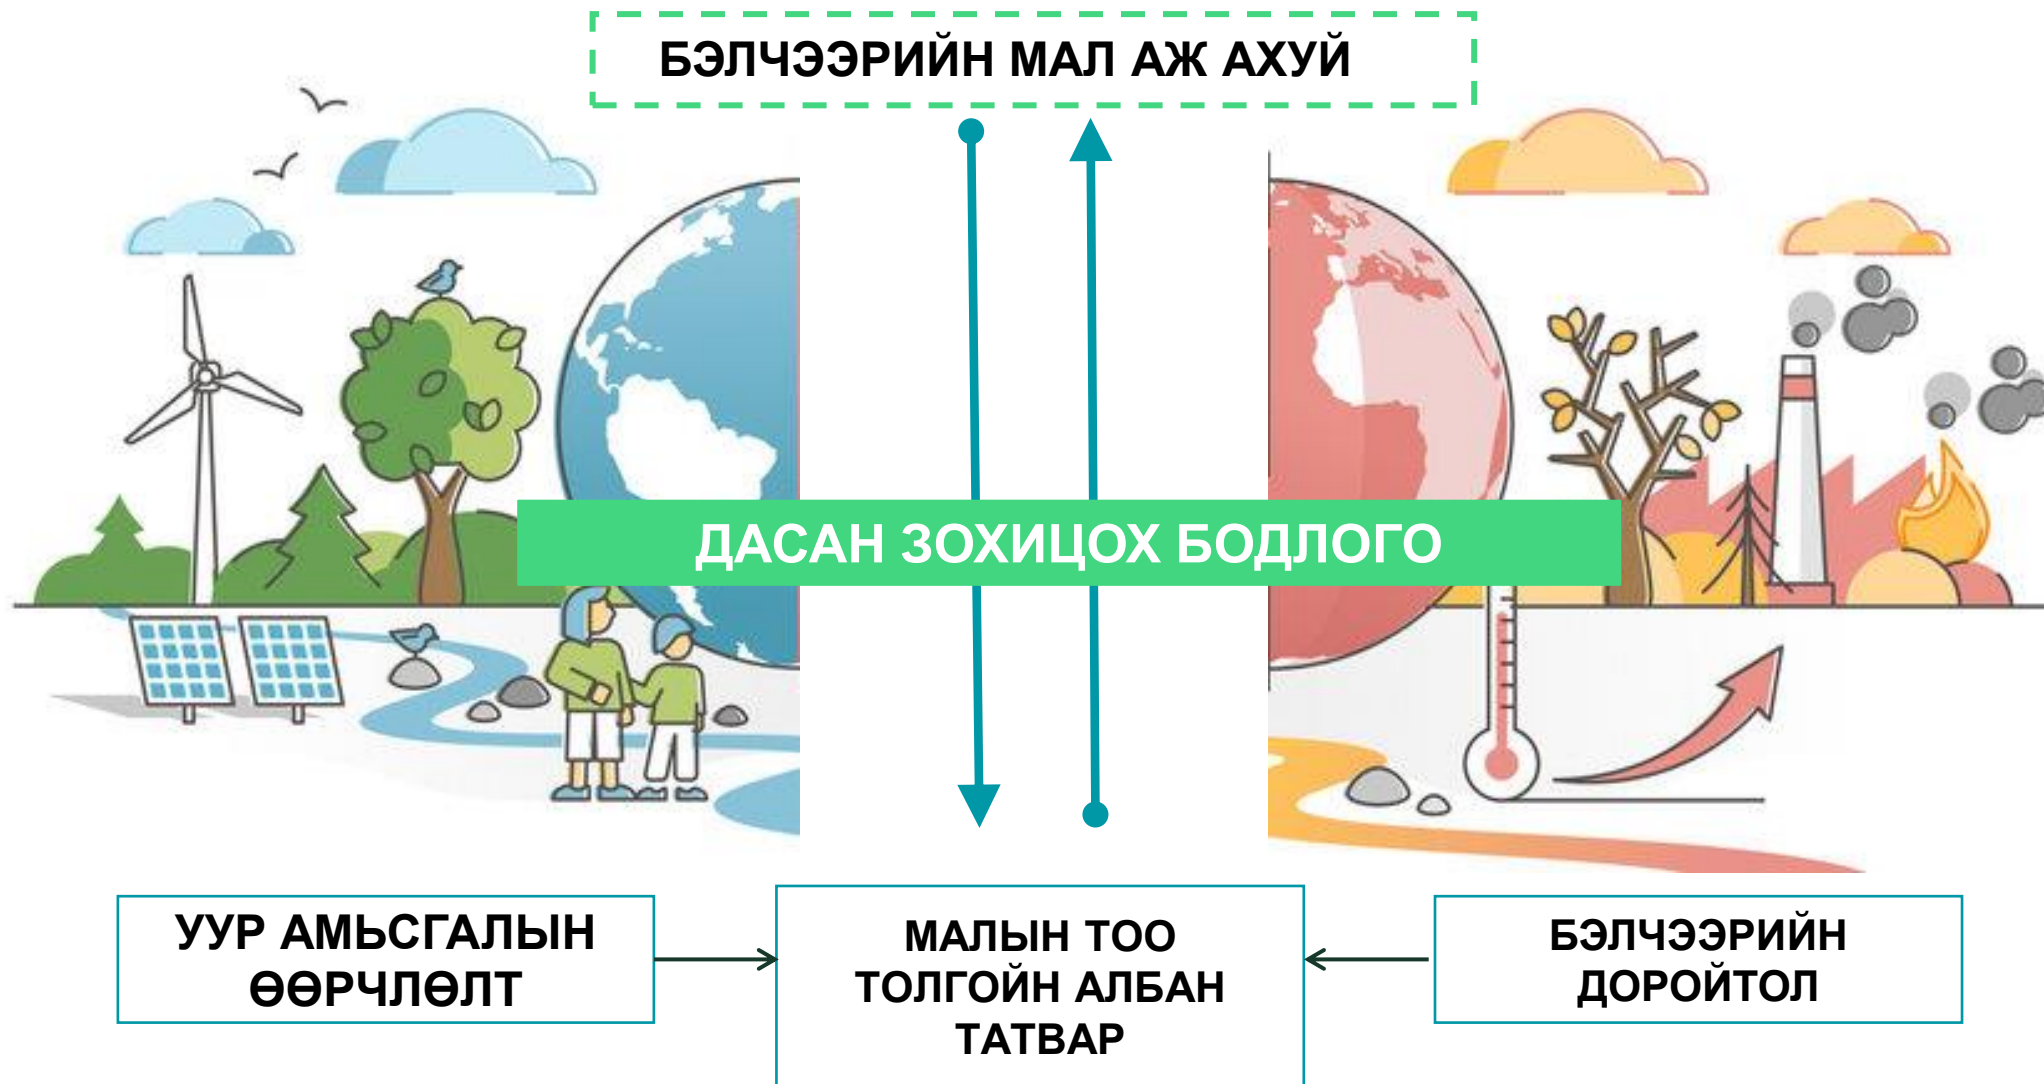 БЭЛЧЭЭРИЙН МАЛ АЖ АХУЙ
ДАСАН ЗОХИЦОХ БОДЛОГО
УУР АМЬСГАЛЫН
ӨӨРЧЛӨЛТ
МАЛЫН ТОО
ТОЛГОЙН АЛБАН
ТАТВАР
БЭЛЧЭЭРИЙН
ДОРОЙТОЛ